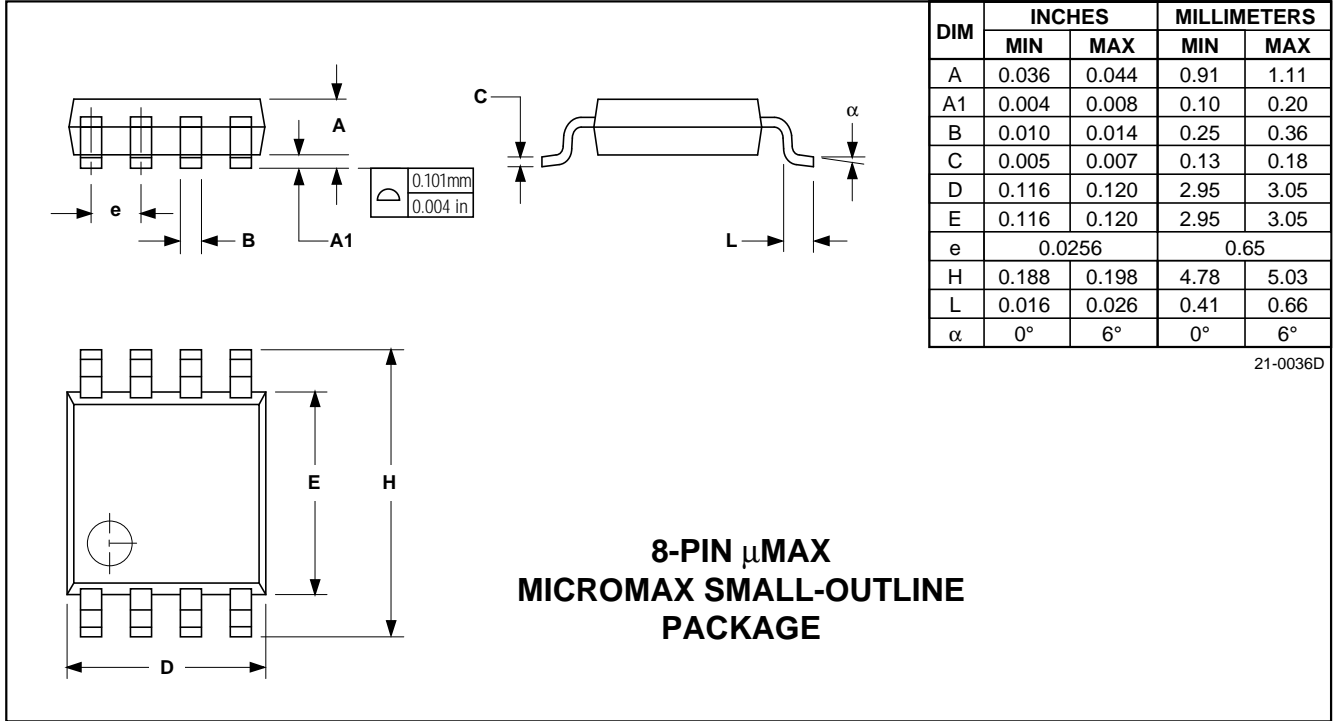 DIM INCHES MILLIMETERS
MIN MAX MIN MAX
A 0.036 0.044 0.91 1.11
A1 0.004 0.008 0.10 0.20
B 0.010 0.014 0.25 0.36
C 0.005 0.007 0.13 0.18
D 0.116 0.120 2.95 3.05
E 0.116 0.120 2.95 3.05
e 0.0256 0.65
H 0.188 0.198 4.78 5.03
L 0.016 0.026 0.41 0.66
α 0° 6° 0° 6°
21-0036D
A
C
α
0.101mm
0.004 in
e
B
A1
L
E
H
D
8-PIN μMAX
MICROMAX SMALL-OUTLINE
PACKAGE